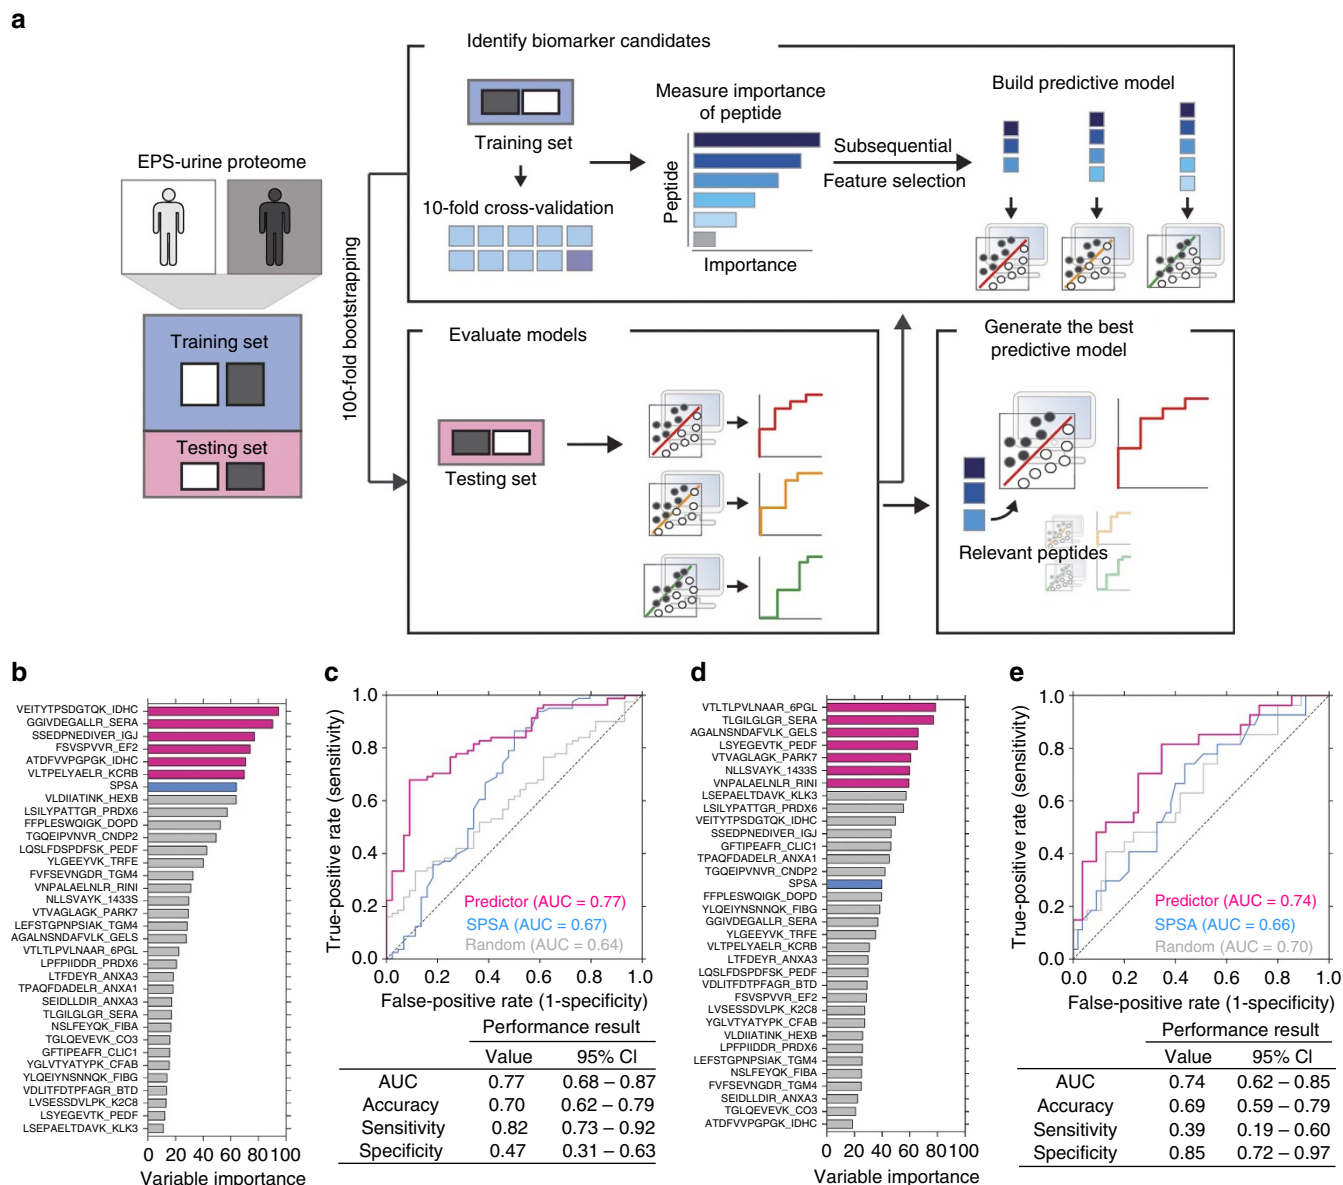 a
Identify biomarker candidates
Training set
10-fold cross-validation
Measure importance
of peptide
Peptide
Importance
Subsequential
Feature selection
Build predictive model
EPS-urine proteome
Training set
Testing set
100-fold bootstrapping
Evaluate models
Testing set
Generate the best
predictive model
Relevant peptides
b
VEITYTPSDGTQK_IDHC
GGIVDEGALLR_SERA
SSEDPNEDIVER_IGJ
FSVSPVVR_EF2
ATDFVVPGPGK_IDHC
VLTPELYAELR_KCRB
SPSA
VLDIIATINK_HEXB
LSILYPATTGR_PRDX6
FFPLESWQIGK_DOPD
TGQEIPVNVR_CNDP2
LQSLFDSPDFSK_PEDF
YLGEEYVK_TRFE
FVFSEVNGDR_TGM4
VNPALAELNLR_RINI
NLLSVAYK_1433S
VTVAGLAGK_PARK7
LEFSTGPNPSIAK_TGM4
AGALNSNDAFVLK_GELS
VTLTLPVLNAAR_6PGL
LPFPIIDDR_PRDX6
LTFDEYR_ANXA3
TPAQFDADELR_ANXA1
SEIDLLDIR_ANXA3
TLGILGLGR_SERA
NSLFEYQK_FIBA
TGLQEVEVK_CO3
GFTIPEAFR_CLIC1
YGLVTYATYPK_CFAB
YLQEIYNSNNQK_FIBG
VDLITFDTPFAGR_BTD
LVSESSDVLPK_K2C8
LSYEGEVTK_PEDF
LSEPAELTDAVK_KLK3
0 20 40 60 80 100
Variable importance
c
True-positive rate (sensitivity)
1.0
0.8
0.6
0.4
0.2
0.0
Predictor (AUC = 0.77)
SPSA (AUC = 0.67)
Random (AUC = 0.64)
0.0 0.2 0.4 0.6 0.8 1.0
False-positive rate (1-specificity)
Performance result
Value 95% CI
AUC 0.77 0.68 – 0.87
Accuracy 0.70 0.62 – 0.79
Sensitivity 0.82 0.73 – 0.92
Specificity 0.47 0.31 – 0.63
d
VTLTLPVLNAAR_6PGL
TLGILGLGR_SERA
AGALNSNDAFVLK_GELS
LSYEGEVTK_PEDF
VTVAGLAGK_PARK7
NLLSVAYK_1433S
VNPALAELNLR_RINI
LSEPAELTDAVK_KLK3
LSILYPATTGR_PRDX6
VEITYTPSDGTQK_IDHC
SSEDPNEDIVER_IGJ
GFTIPEAFR_CLIC1
TPAQFDADELR_ANXA1
TGQEIPVNVR_CNDP2
SPSA
FFPLESWQIGK_DOPD
YLQEIYNSNNQK_FIBG
GGIVDEGALLR_SERA
YLGEEYVK_TRFE
VLTPELYAELR_KCRB
LTFDEYR_ANXA3
LQSLFDSPDFSK_PEDF
VDLITFDTPFAGR_BTD
FSVSPVVR_EF2
LVSESSDVLPK_K2C8
YGLVTYATYPK_CFAB
VLDIIATINK_HEXB
LPFPIIDDR_PRDX6
LEFSTGPNPSIAK_TGM4
NSLFEYQK_FIBA
FVFSEVNGDR_TGM4
SEIDLLDIR_ANXA3
TGLQEVEVK_CO3
ATDFVVPGPGK_IDHC
0 20 40 60 80 100
Variable importance
e
True-positive rate (sensitivity)
1.0
0.8
0.6
0.4
0.2
0.0
Predictor (AUC = 0.74)
SPSA (AUC = 0.66)
Random (AUC = 0.70)
0.0 0.2 0.4 0.6 0.8 1.0
False-positive rate (1-specificity)
Performance result
Value 95% CI
AUC 0.74 0.62 – 0.85
Accuracy 0.69 0.59 – 0.79
Sensitivity 0.39 0.19 – 0.60
Specificity 0.85 0.72 – 0.97